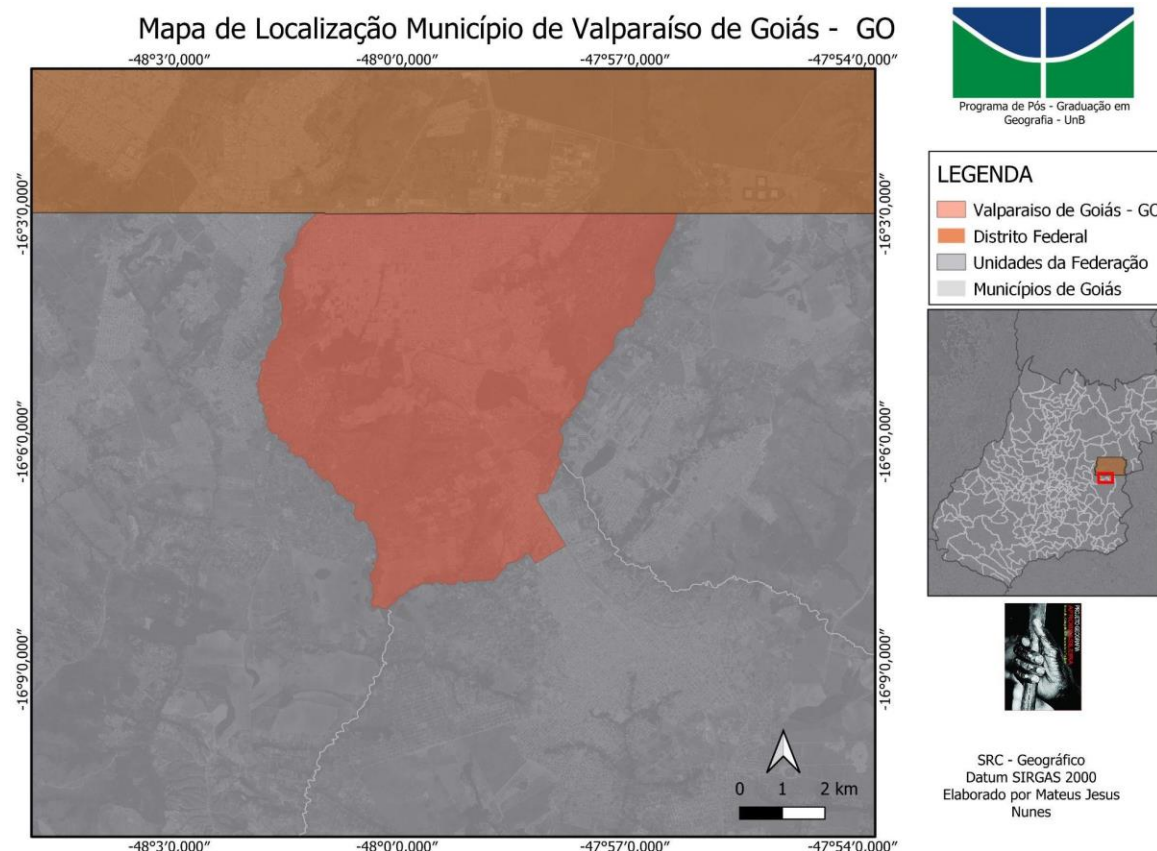 Mapa de Localização Município de Valparaíso de Goiás - GO
-48°3'0,000″ -48°0'0,000″ -47°57'0,000″ -47°54'0,000″
-16°3'0,000″ -16°3'0,000″
-16°6'0,000″ -16°6'0,000″
-16°9'0,000″ -16°9'0,000″
0 1 2 km
-48°3'0,000″ -48°0'0,000″ -47°57'0,000″ -47°54'0,000″
Programa de Pós - Graduação em
Geografia - UnB
LEGENDA
Valparaiso de Goiás - GO
Distrito Federal
Unidades da Federação
Municípios de Goiás
SRC - Geográfico
Datum SIRGAS 2000
Elaborado por Mateus Jesus
Nunes